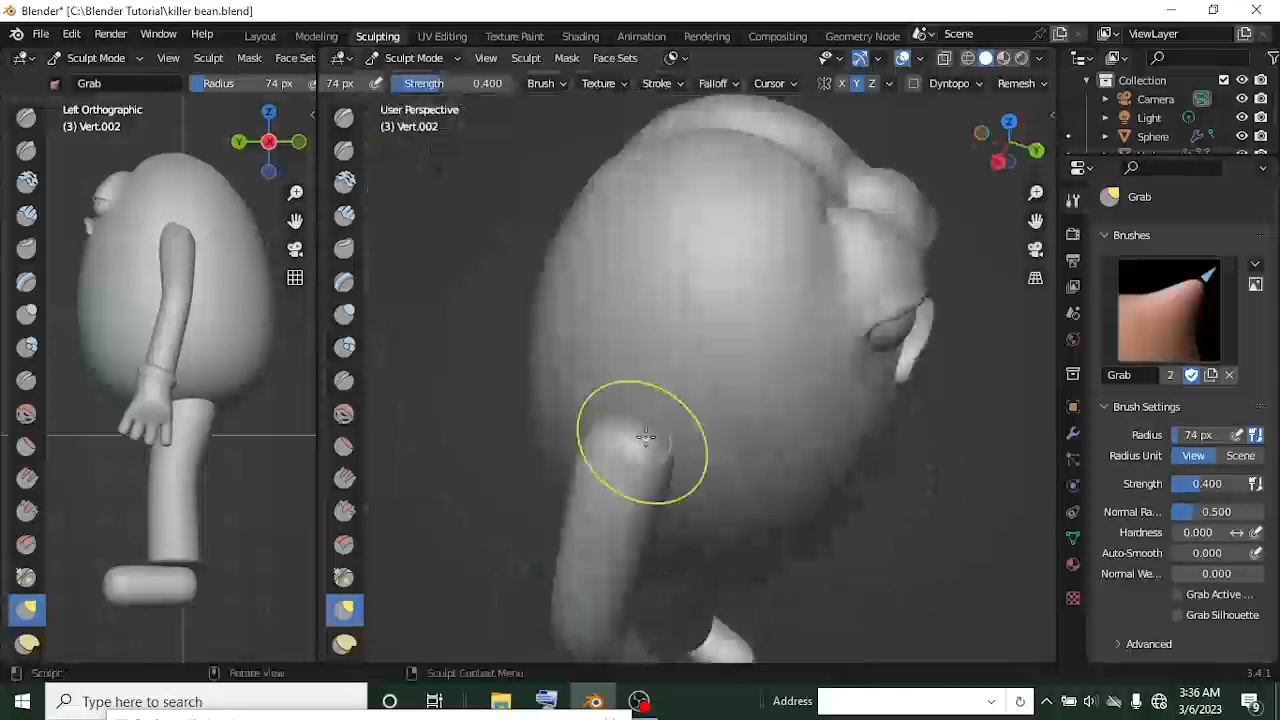 Blender* [C:\Blender Tutorial\killer bean.blend]
File Edit Render Window Help Layout Modeling Sculpting UV Editing Texture Paint Shading Animation Rendering Compositing Geometry Node Scene ViewLayer
Sculpt Mode View Sculpt Mask Face Set Sculpt Mode View Sculpt Mask Face Sets
Grab Radius 74 px 74 px Strength 0.400 Brush Texture Stroke Falloff Cursor X Y Z Dyntopo Remesh
Collection
Camera
Light
Sphere
Left Orthographic
(3) Vert.002
Z
Y
X
User Perspective
(3) Vert.002
Z
Y
Grab
Brushes
Grab 2
Brush Settings
Radius 74 px
Radius Unit View Scene
Strength 0.400
Normal Ra... 0.500
Hardness 0.000
Auto-Smooth 0.000
Normal We... 0.000
Grab Active ...
Grab Silhouette
Advanced
Sculpt Rotate View Sculpt Context Menu 3.4.1
Type here to search Address 3:36 AM
3/6/2023